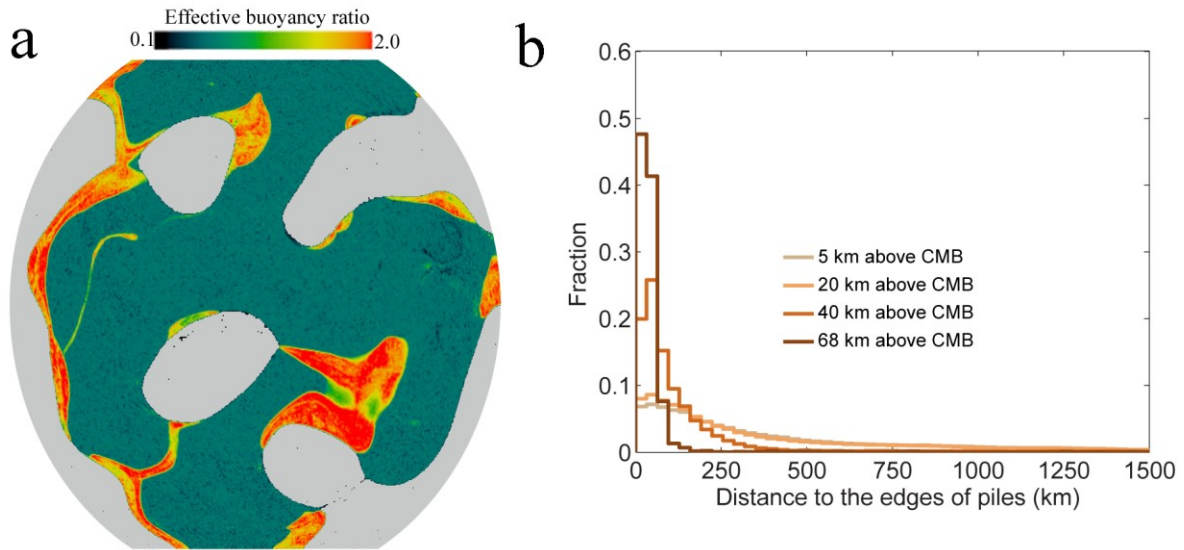 a
Effective buoyancy ratio
0.1
2.0
b
0.6
0.5
0.4
0.3
0.2
0.1
0
Fraction
5 km above CMB
20 km above CMB
40 km above CMB
68 km above CMB
0 250 500 750 1000 1250 1500
Distance to the edges of piles (km)